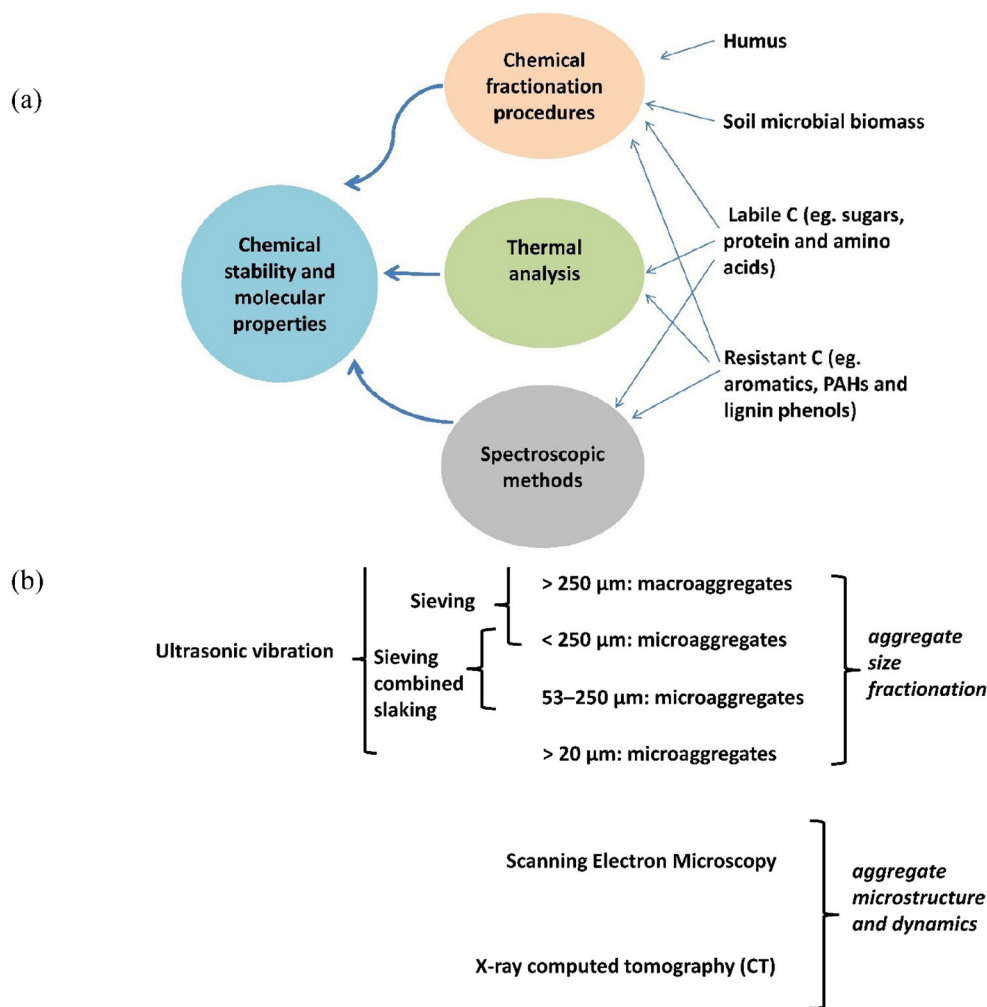 (a)
Chemical
fractionation
procedures
Humus
Soil microbial biomass
Chemical
stability and
molecular
properties
Thermal
analysis
Labile C (eg. sugars,
protein and amino
acids)
Resistant C (eg.
aromatics, PAHs and
lignin phenols)
Spectroscopic
methods
(b)
Ultrasonic vibration
Sieving
Sieving
combined
slaking
> 250 µm: macroaggregates
< 250 µm: microaggregates
53–250 µm: microaggregates
> 20 µm: microaggregates
aggregate
size
fractionation
Scanning Electron Microscopy
X-ray computed tomography (CT)
aggregate
microstructure
and dynamics